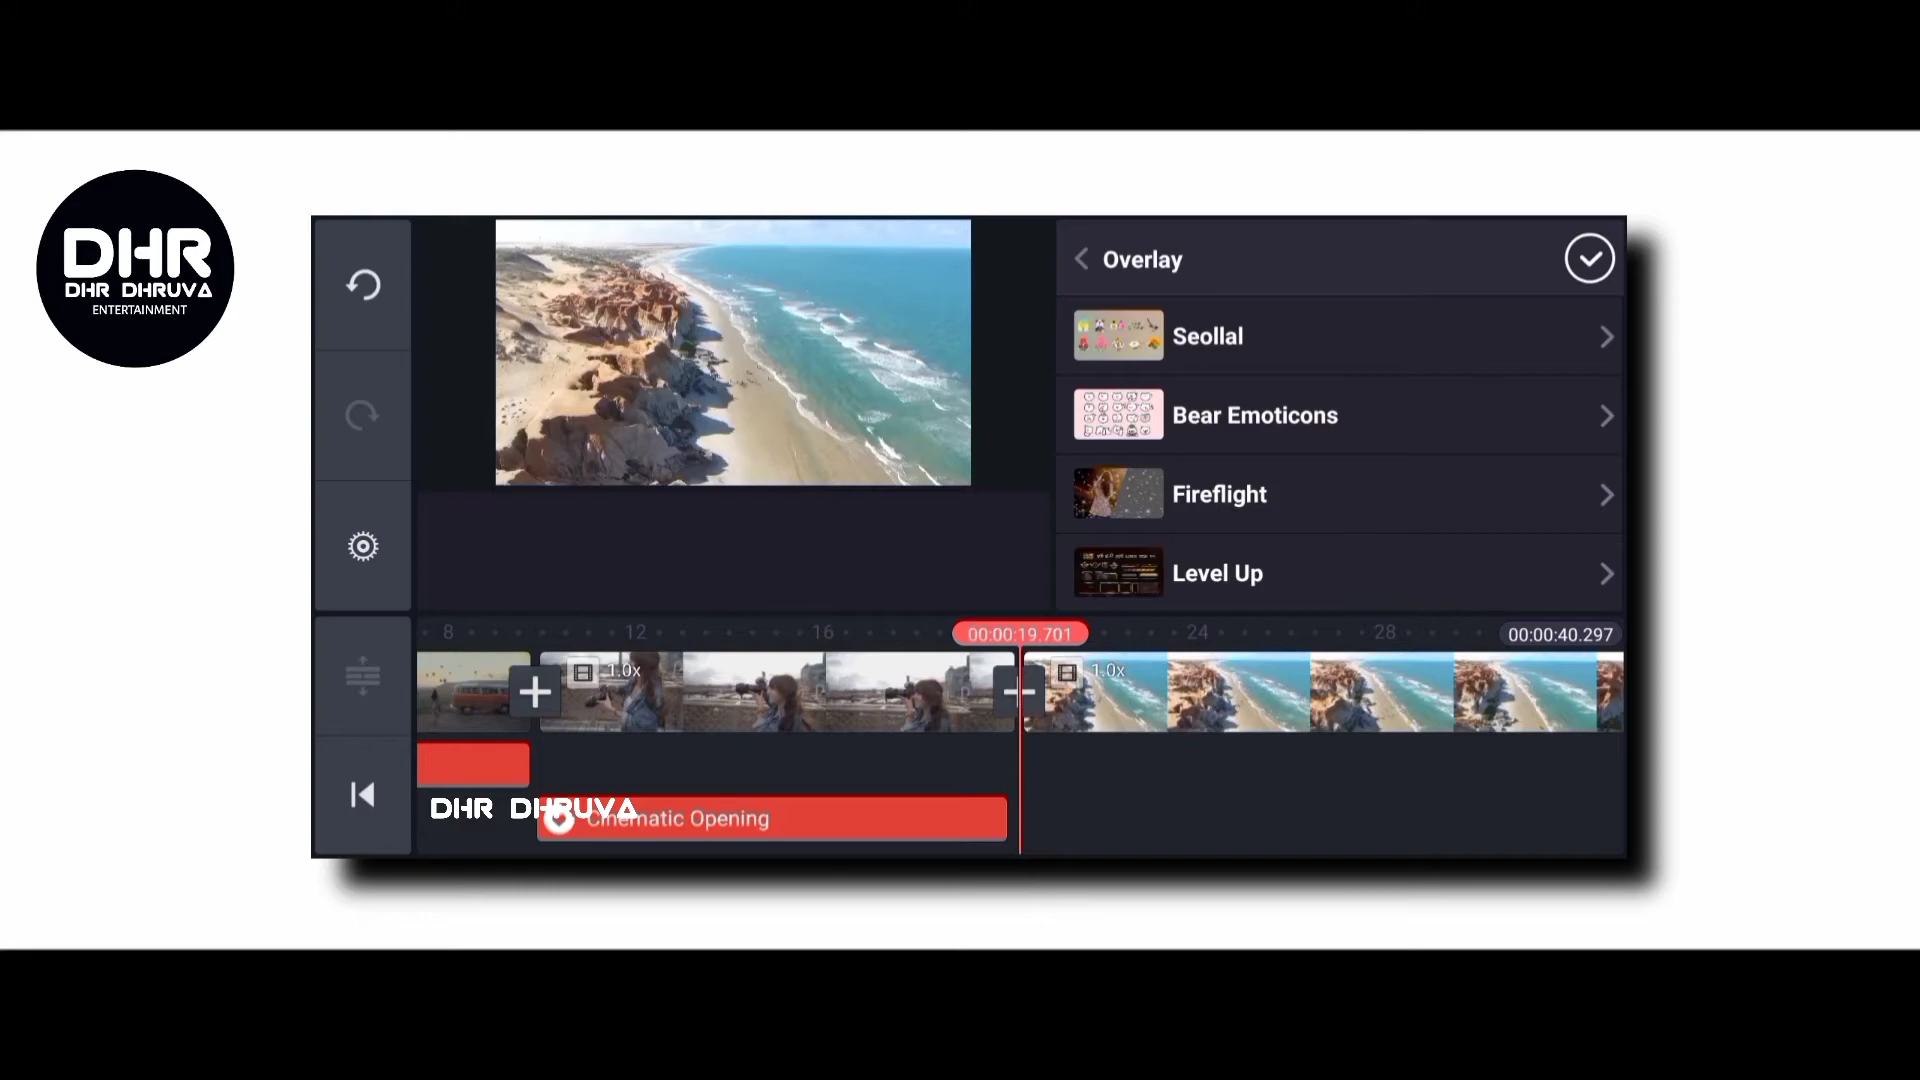 DHR
DHR DHRUVA
ENTERTAINMENT
Overlay
Seollal
Bear Emoticons
Fireflight
Level Up
8
12
16
00:00:19.701
24
28
00:00:40.297
1.0x
1.0x
DHR DHRUVA
Cinematic Opening